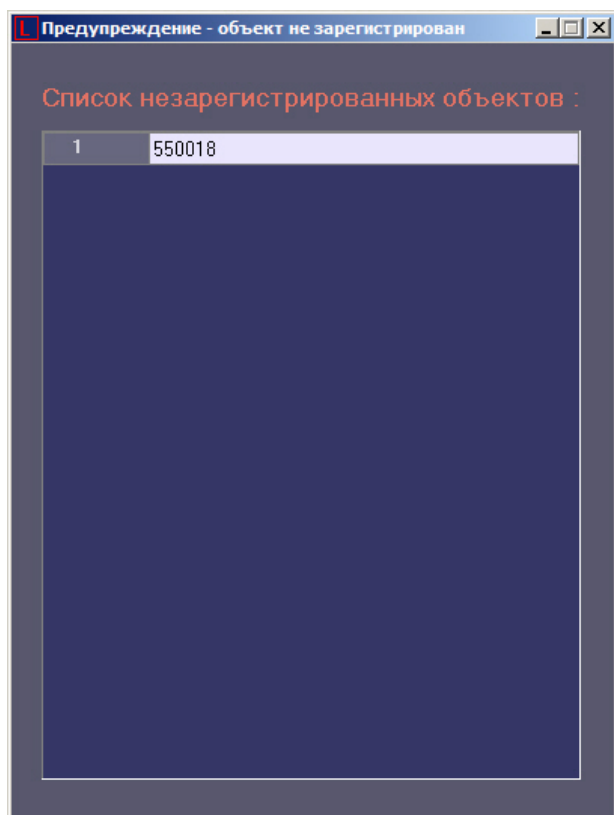 L Предупреждение - объект не зарегистрирован
Список незарегистрированных объектов :
1 550018